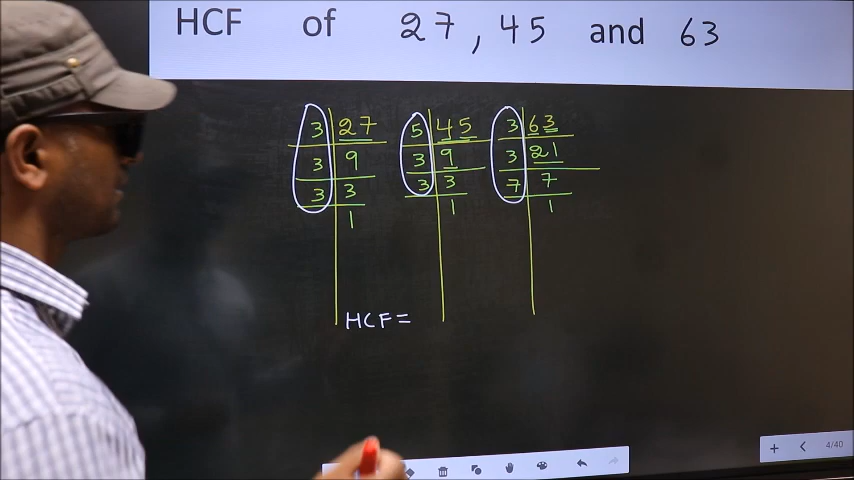 HCF of 27, 45 and 63
3 27 5 45 3 63
3 9 3 9 3 21
3 3 3 3 7 7
1 1 1
HCF=
4/40